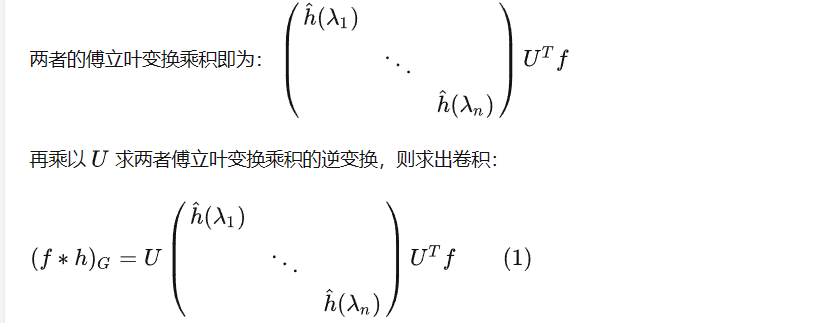 两者的傅立叶变换乘积即为： $\begin{pmatrix} \hat{h}(\lambda_1) & & \\ & \ddots & \\ & & \hat{h}(\lambda_n) \end{pmatrix} U^T f$
再乘以 $U$ 求两者傅立叶变换乘积的逆变换，则求出卷积：
$(f * h)_G = U \begin{pmatrix} \hat{h}(\lambda_1) & & \\ & \ddots & \\ & & \hat{h}(\lambda_n) \end{pmatrix} U^T f \quad (1)$